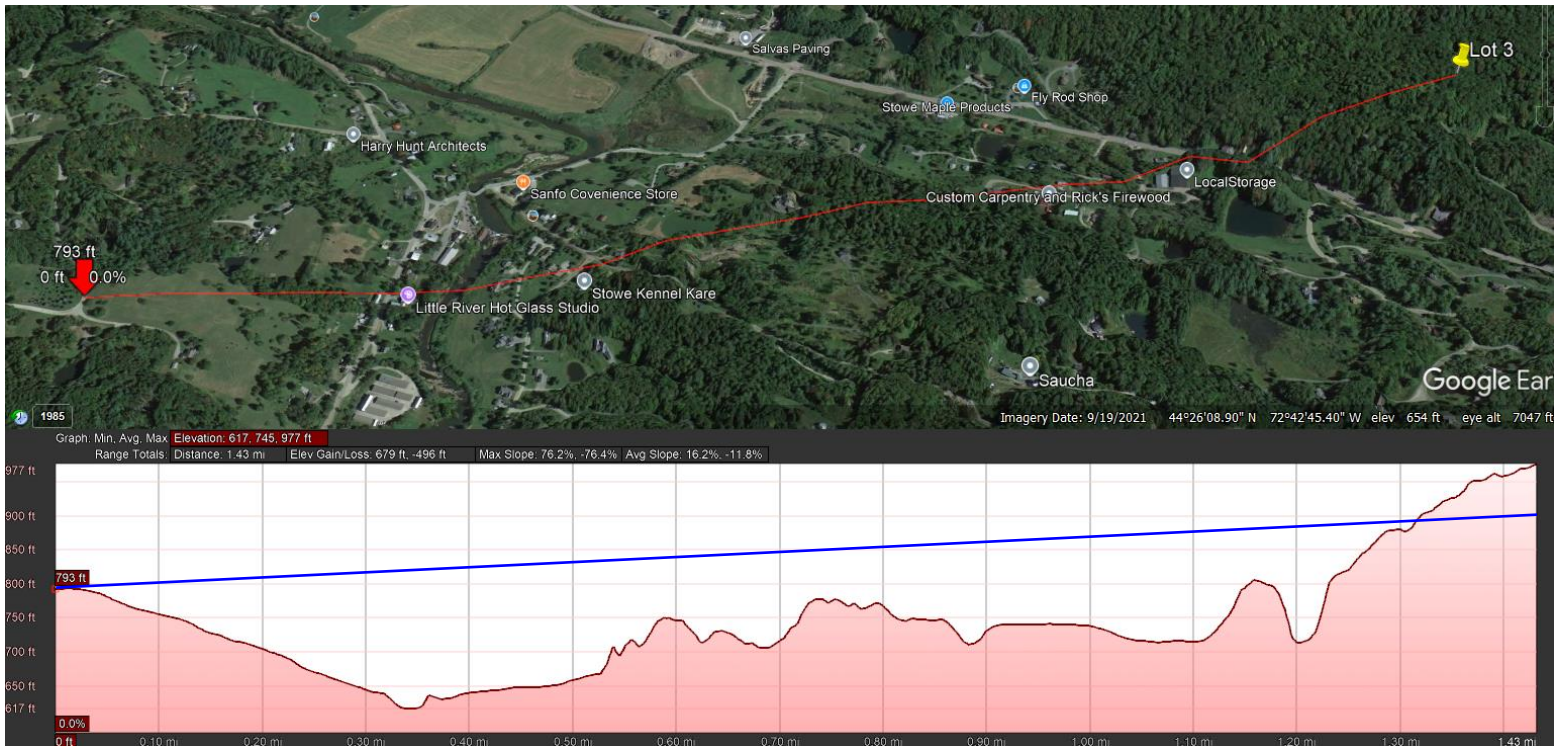 Salvas Paving
Lot 3
Stowe Maple Products
Fly Rod Shop
Harry Hunt Architects
LocalStorage
Sanfo Covenience Store
Custom Carpentry and Rick's Firewood
793 ft
0 ft 0.0%
Stowe Kennel Kare
Little River Hot Glass Studio
Saucha
Google Ear
1985
Imagery Date: 9/19/2021 44°26'08.90" N 72°42'45.40" W elev 654 ft eye alt 7047 ft
Graph: Min, Avg, Max Elevation: 617, 745, 977 ft
Range Totals: Distance: 1.43 mi Elev Gain/Loss: 679 ft, -496 ft Max Slope: 76.2%, -76.4% Avg Slope: 16.2%, -11.8%
977 ft
900 ft
850 ft
800 ft
793 ft
750 ft
700 ft
650 ft
617 ft
0.0%
0 ft 0.10 mi 0.20 mi 0.30 mi 0.40 mi 0.50 mi 0.60 mi 0.70 mi 0.80 mi 0.90 mi 1.00 mi 1.10 mi 1.20 mi 1.30 mi 1.43 mi